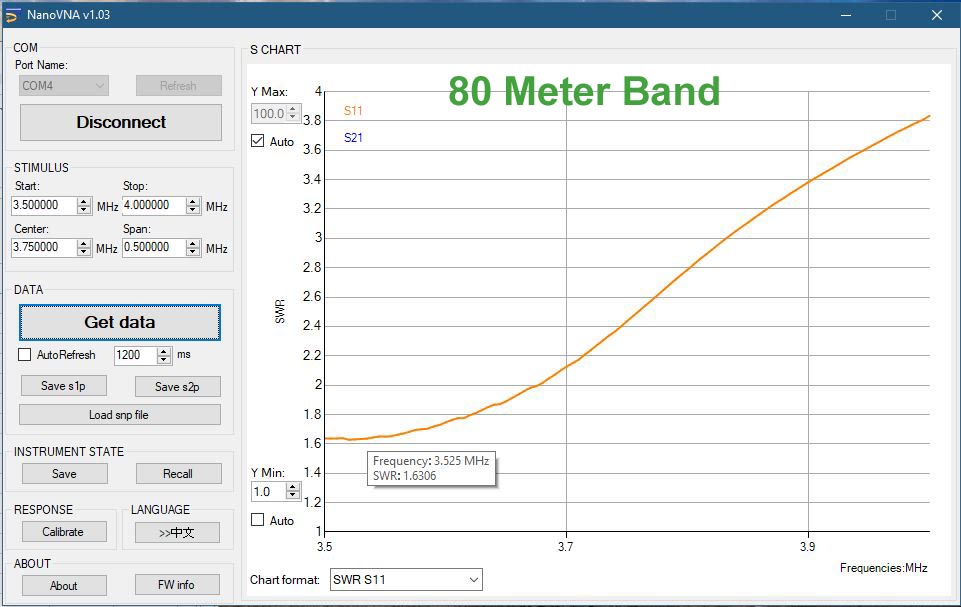 NanoVNA v1.03
COM
Port Name:
COM4
Refresh
Disconnect
STIMULUS
Start:
Stop:
3.500000
MHz
4.000000
MHz
Center:
Span:
3.750000
MHz
0.500000
MHz
DATA
Get data
AutoRefresh
1200
ms
Save s1p
Save s2p
Load snp file
INSTRUMENT STATE
Save
Recall
RESPONSE
Calibrate
LANGUAGE
>>中文
ABOUT
About
FW info
S CHART
80 Meter Band
Y Max:
100.0
Auto
S11
S21
4
3.8
3.6
3.4
3.2
3
2.8
2.6
2.4
2.2
2
1.8
1.6
1.4
1.2
1
SWR
Frequency: 3.525 MHz
SWR: 1.6306
Y Min:
1.0
Auto
3.5
3.7
3.9
Frequencies:MHz
Chart format:
SWR S11